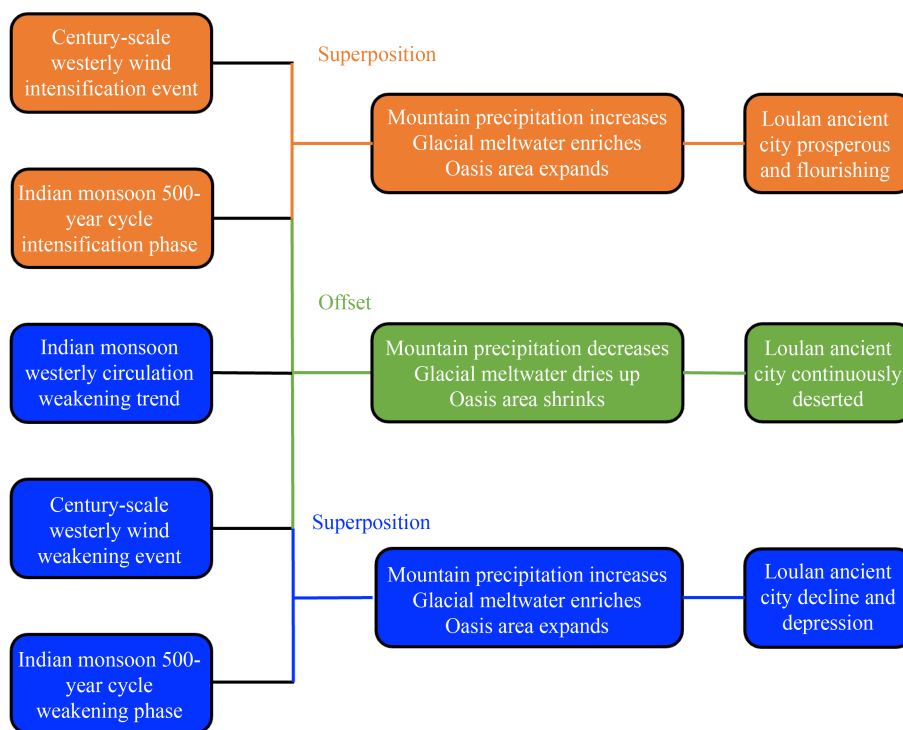 Century-scale
westerly wind
intensification event
Indian monsoon 500-
year cycle
intensification phase
Indian monsoon
westerly circulation
weakening trend
Century-scale
westerly wind
weakening event
Indian monsoon 500-
year cycle
weakening phase
Superposition
Mountain precipitation increases
Glacial meltwater enriches
Oasis area expands
Loulan ancient
city prosperous
and flourishing
Offset
Mountain precipitation decreases
Glacial meltwater dries up
Oasis area shrinks
Loulan ancient
city continuously
deserted
Superposition
Mountain precipitation increases
Glacial meltwater enriches
Oasis area expands
Loulan ancient
city decline and
depression